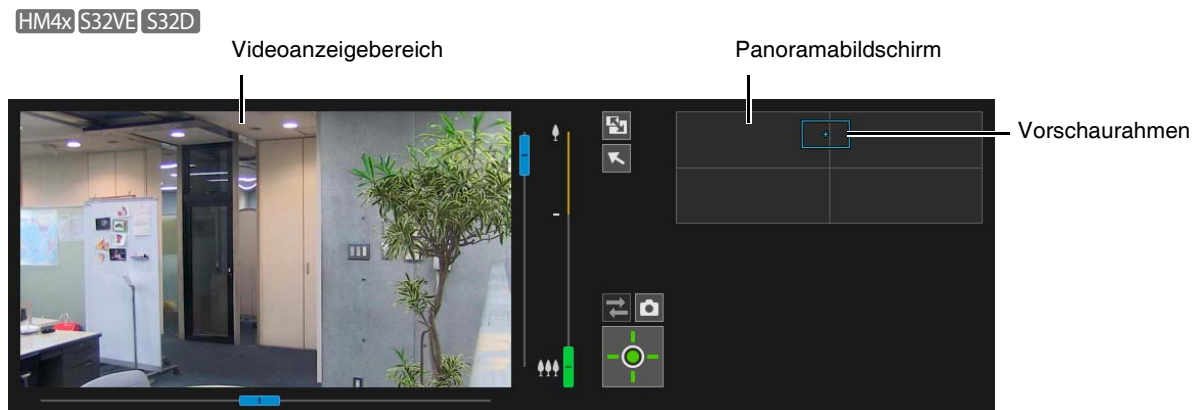 HM4x S32VE S32D
Videoanzeigebereich
Panoramabildschirm
Vorschaurahmen